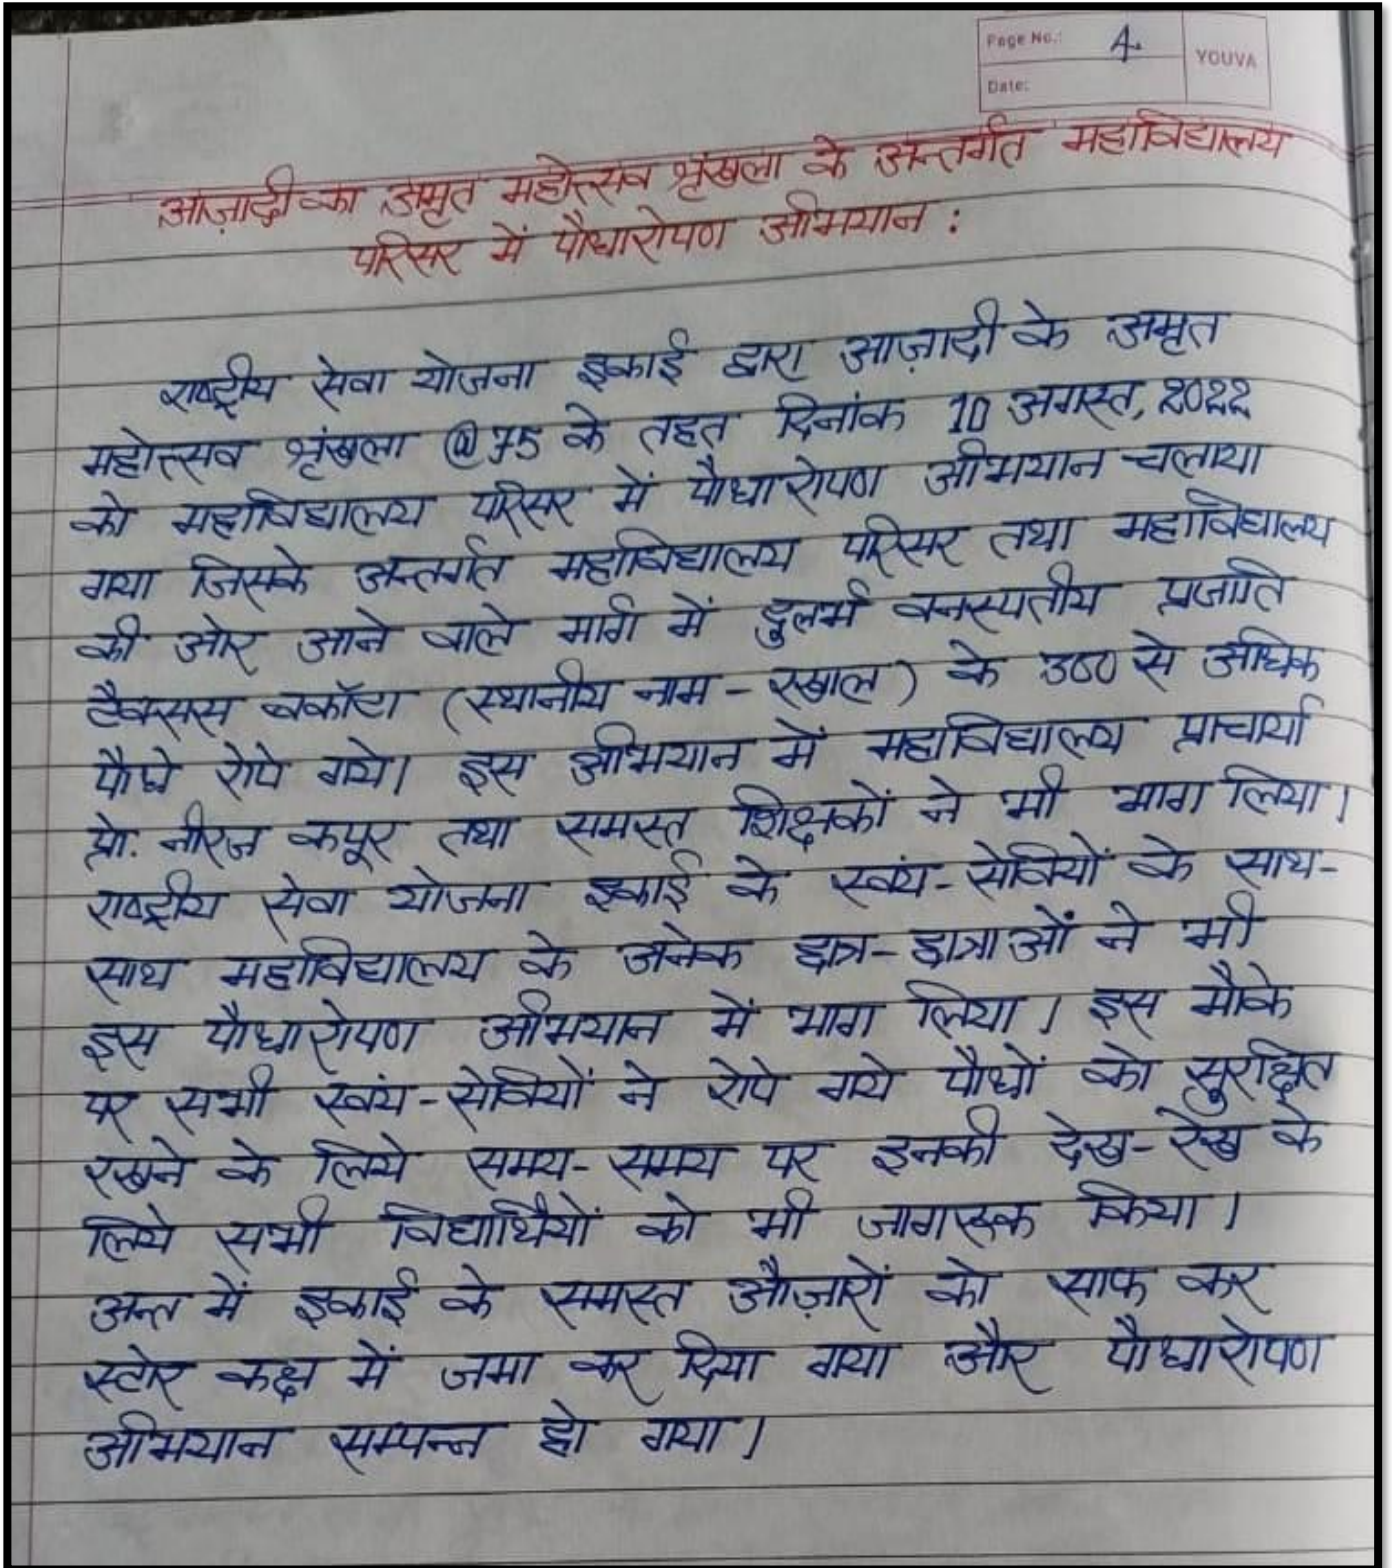 Page No.: 4.
YOUVA
Date:
आज़ादी का अमृत महोत्सव श्रृंखला के अन्तर्गत महाविद्यालय
परिसर में पौधारोपण अभियान :
राष्ट्रीय सेवा योजना इकाई द्वारा आज़ादी के अमृत
महोत्सव श्रृंखला @75 के तहत दिनांक 10 अगस्त, 2022
को महाविद्यालय परिसर में पौधारोपण अभियान चलाया
गया जिसके अन्तर्गत महाविद्यालय परिसर तथा महाविद्यालय
की ओर आने वाले मार्ग में दुलर्भ वनस्पतीय प्रजाति
टैक्सस बकॉटा (स्थानीय नाम - रखाल) के 300 से अधिक
पौधे रोपे गये। इस अभियान में महाविद्यालय प्राचार्या
प्रो. नीरज कपूर तथा समस्त शिक्षकों ने भी भाग लिया।
राष्ट्रीय सेवा योजना इकाई के स्वयं-सेवियों के साथ-
साथ महाविद्यालय के अनेक छात्र-छात्राओं ने भी
इस पौधारोपण अभियान में भाग लिया। इस मौके
पर सभी स्वयं-सेवियों ने रोपे गये पौधों को सुरक्षित
रखने के लिये समय-समय पर इनकी देख-रेख के
लिये सभी विद्यार्थियों को भी जागरूक किया।
अन्त में इकाई के समस्त औज़ारों को साफ कर
स्टोर कक्ष में जमा कर दिया गया और पौधारोपण
अभियान सम्पन्न हो गया।